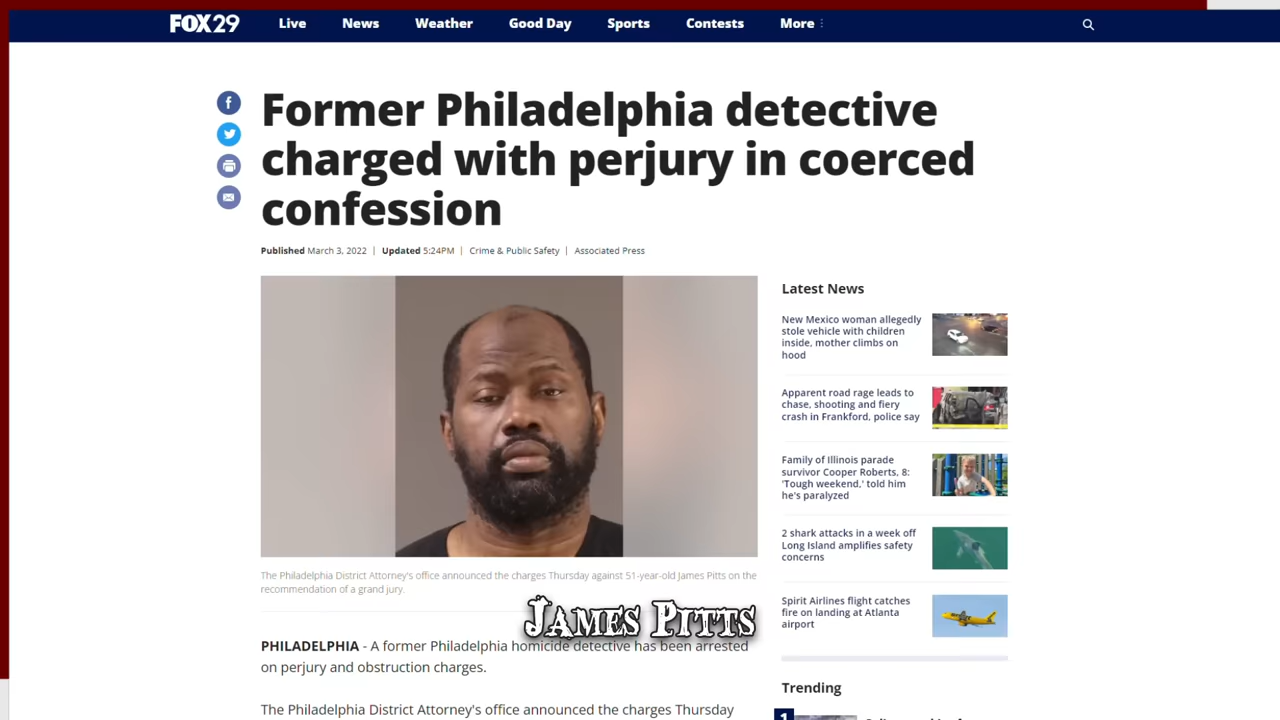 FOX29
Live
News
Weather
Good Day
Sports
Contests
More
Former Philadelphia detective
charged with perjury in coerced
confession
Published March 3, 2022 | Updated 5:24PM | Crime & Public Safety | Associated Press
The Philadelphia District Attorney's office announced the charges Thursday against 51-year-old James Pitts on the
recommendation of a grand jury.
James Pitts
PHILADELPHIA - A former Philadelphia homicide detective has been arrested
on perjury and obstruction charges.
The Philadelphia District Attorney's office announced the charges Thursday
Latest News
New Mexico woman allegedly
stole vehicle with children
inside, mother climbs on
hood
Apparent road rage leads to
chase, shooting and fiery
crash in Frankford, police say
Family of Illinois parade
survivor Cooper Roberts, 8:
'Tough weekend,' told him
he's paralyzed
2 shark attacks in a week off
Long Island amplifies safety
concerns
Spirit Airlines flight catches
fire on landing at Atlanta
airport
Trending
1